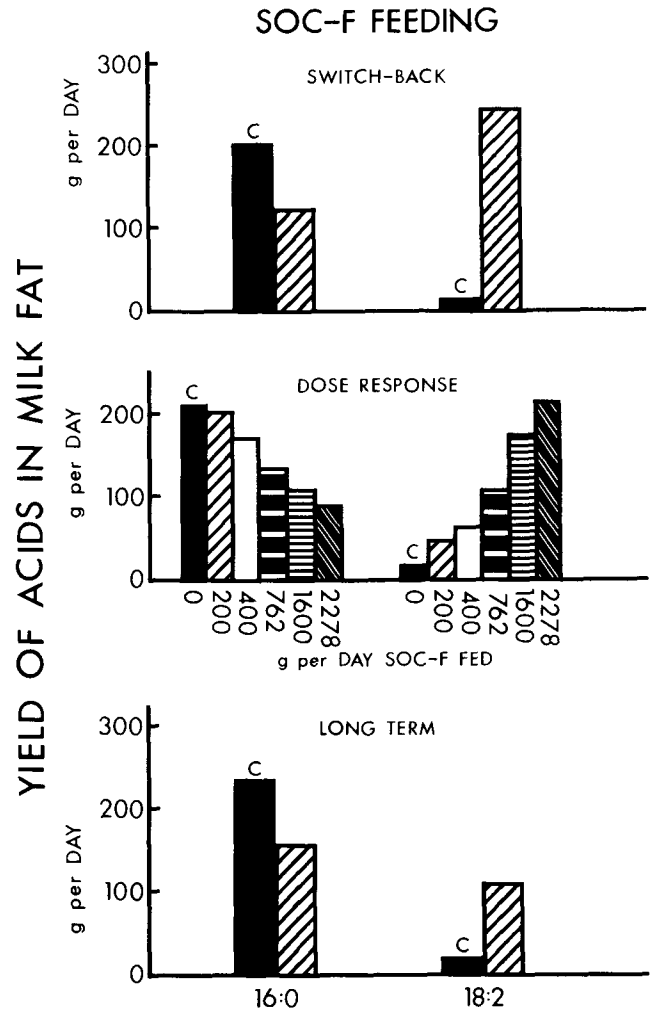 SOC-F FEEDING
YIELD OF ACIDS IN MILK FAT
SWITCH-BACK
g per DAY
300
200
100
0
C
C
DOSE RESPONSE
g per DAY
200
100
0
C
C
0 200 400 762 1600 2278 0 200 400 762 1600 2278
g per DAY SOC-F FED
LONG TERM
g per DAY
300
200
100
0
C
C
16:0 18:2